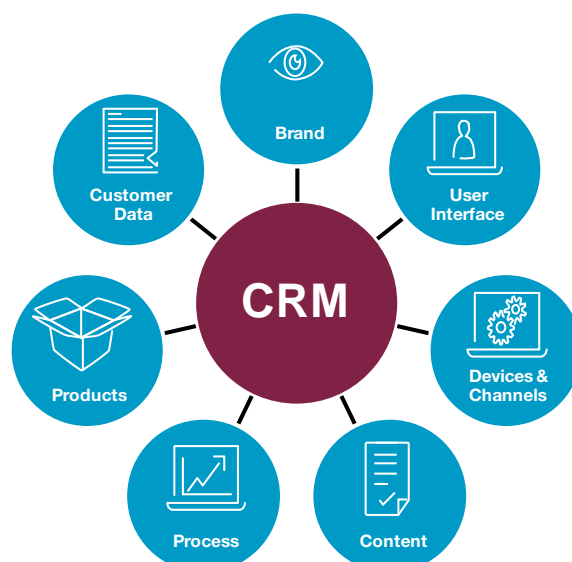 Brand
Customer
Data
User
Interface
CRM
Products
Devices &
Channels
Process
Content